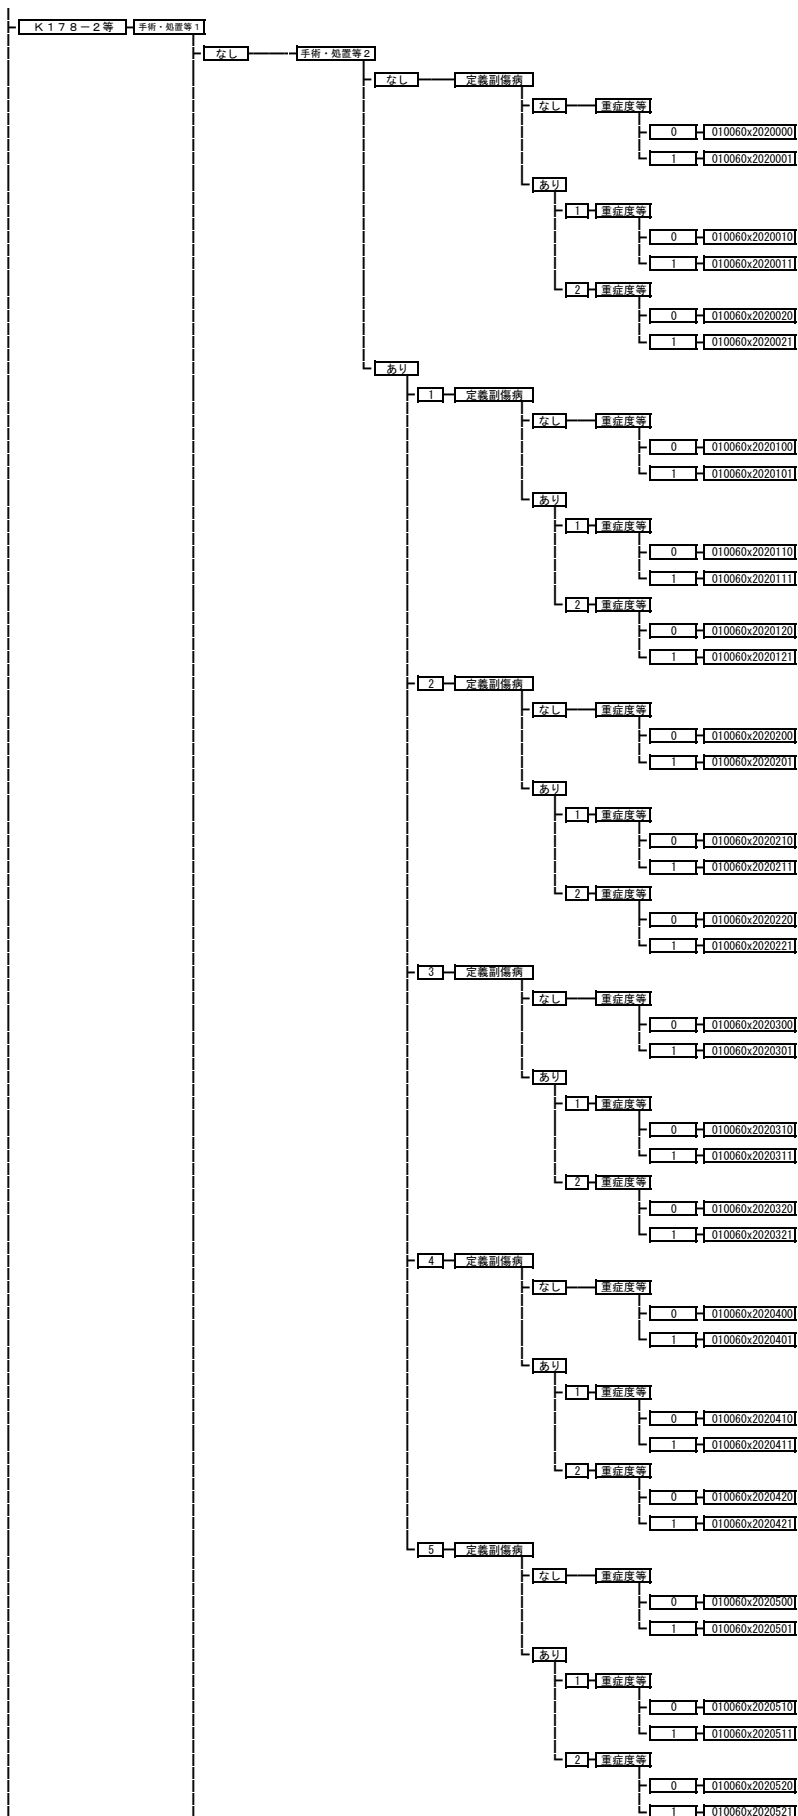 Ｋ１７８－２等 手術・処置等１
なし 手術・処置等２
なし 定義副傷病
なし 重症度等
0 010060x2020000
1 010060x2020001
あり
1 重症度等
0 010060x2020010
1 010060x2020011
2 重症度等
0 010060x2020020
1 010060x2020021
あり
1 定義副傷病
なし 重症度等
0 010060x2020100
1 010060x2020101
あり
1 重症度等
0 010060x2020110
1 010060x2020111
2 重症度等
0 010060x2020120
1 010060x2020121
2 定義副傷病
なし 重症度等
0 010060x2020200
1 010060x2020201
あり
1 重症度等
0 010060x2020210
1 010060x2020211
2 重症度等
0 010060x2020220
1 010060x2020221
3 定義副傷病
なし 重症度等
0 010060x2020300
1 010060x2020301
あり
1 重症度等
0 010060x2020310
1 010060x2020311
2 重症度等
0 010060x2020320
1 010060x2020321
4 定義副傷病
なし 重症度等
0 010060x2020400
1 010060x2020401
あり
1 重症度等
0 010060x2020410
1 010060x2020411
2 重症度等
0 010060x2020420
1 010060x2020421
5 定義副傷病
なし 重症度等
0 010060x2020500
1 010060x2020501
あり
1 重症度等
0 010060x2020510
1 010060x2020511
2 重症度等
0 010060x2020520
1 010060x2020521